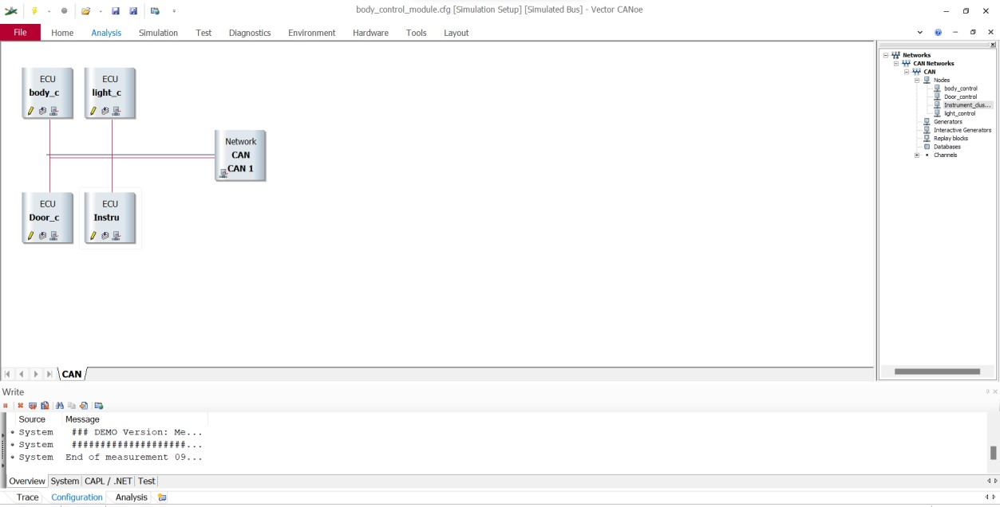 body_control_module.cfg [Simulation Setup] [Simulated Bus] - Vector CANoe
File Home Analysis Simulation Test Diagnostics Environment Hardware Tools Layout
ECU
body_c
ECU
light_c
Network
CAN
CAN 1
ECU
Door_c
ECU
Instru
Networks
CAN Networks
CAN
Nodes
body_control
Door_control
Instrument_clus...
light_control
Generators
Interactive Generators
Replay blocks
Databases
Channels
CAN
Write
Source Message
System ### DEMO Version: Me...
System ####################...
System End of measurement 09...
Overview System CAPL / .NET Test
Trace Configuration Analysis